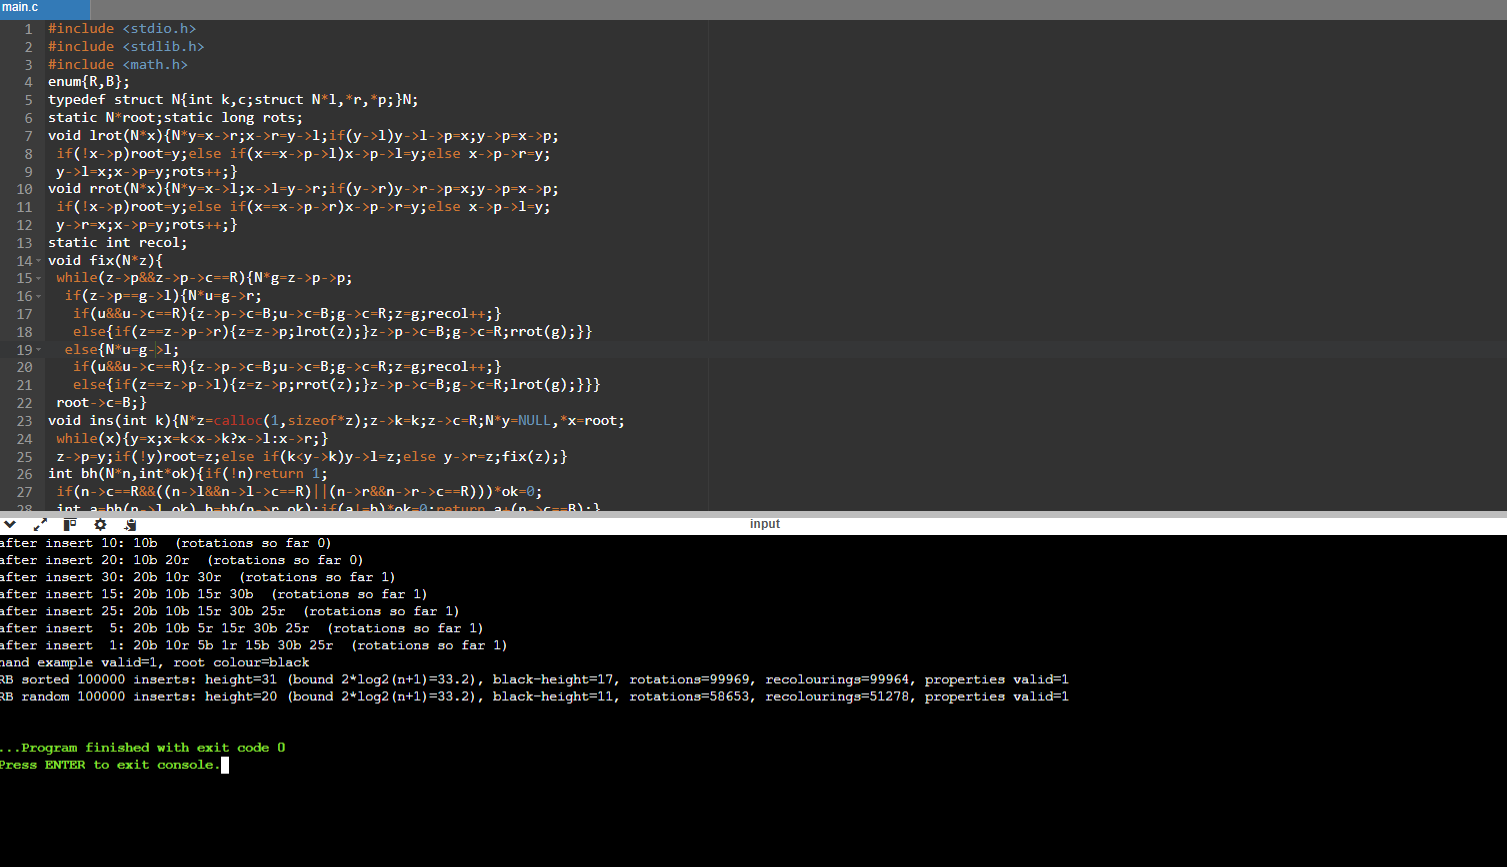 main.c
1 #include <stdio.h>
2 #include <stdlib.h>
3 #include <math.h>
4 enum{R,B};
5 typedef struct N{int k,c;struct N*l,*r,*p;}N;
6 static N*root;static long rots;
7 void lrot(N*x){N*y=x->r;x->r=y->l;if(y->l)y->l->p=x;y->p=x->p;
8 if(!x->p)root=y;else if(x==x->p->l)x->p->l=y;else x->p->r=y;
9 y->l=x;x->p=y;rots++;}
10 void rrot(N*x){N*y=x->l;x->l=y->r;if(y->r)y->r->p=x;y->p=x->p;
11 if(!x->p)root=y;else if(x==x->p->r)x->p->r=y;else x->p->l=y;
12 y->r=x;x->p=y;rots++;}
13 static int recol;
14 void fix(N*z){
15 while(z->p&&z->p->c==R){N*g=z->p->p;
16 if(z->p==g->l){N*u=g->r;
17 if(u&&u->c==R){z->p->c=B;u->c=B;g->c=R;z=g;recol++;}
18 else{if(z==z->p->r){z=z->p;lrot(z);}z->p->c=B;g->c=R;rrot(g);}}
19 else{N*u=g->l;
20 if(u&&u->c==R){z->p->c=B;u->c=B;g->c=R;z=g;recol++;}
21 else{if(z==z->p->l){z=z->p;rrot(z);}z->p->c=B;g->c=R;lrot(g);}}}
22 root->c=B;}
23 void ins(int k){N*z=calloc(1,sizeof*z);z->k=k;z->c=R;N*y=NULL,*x=root;
24 while(x){y=x;x=k<x->k?x->l:x->r;}
25 z->p=y;if(!y)root=z;else if(k<y->k)y->l=z;else y->r=z;fix(z);}
26 int bh(N*n,int*ok){if(!n)return 1;
27 if(n->c==R&&((n->l&&n->l->c==R)||(n->r&&n->r->c==R)))*ok=0;
28 int a=bh(n->l,ok),b=bh(n->r,ok);if(a!=b)*ok=0;return a+(n->c==B);}
input
after insert 10: 10b  (rotations so far 0)
after insert 20: 10b 20r  (rotations so far 0)
after insert 30: 20b 10r 30r  (rotations so far 1)
after insert 15: 20b 10b 15r 30b  (rotations so far 1)
after insert 25: 20b 10b 15r 30b 25r  (rotations so far 1)
after insert  5: 20b 10b 5r 15r 30b 25r  (rotations so far 1)
after insert  1: 20b 10r 5b 1r 15b 30b 25r  (rotations so far 1)
hand example valid=1, root colour=black
RB sorted 100000 inserts: height=31 (bound 2*log2(n+1)=33.2), black-height=17, rotations=99969, recolourings=99964, properties valid=1
RB random 100000 inserts: height=20 (bound 2*log2(n+1)=33.2), black-height=11, rotations=58653, recolourings=51278, properties valid=1
...Program finished with exit code 0
Press ENTER to exit console.